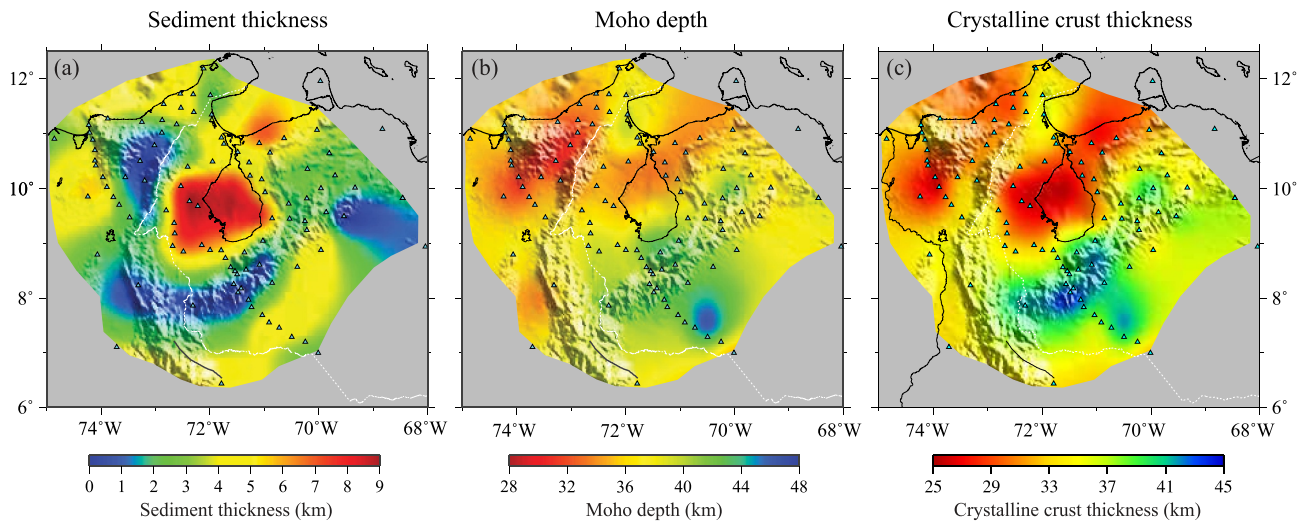 Sediment thickness Moho depth Crystalline crust thickness
(a) (b) (c)
12˚ 12˚
10˚ 10˚
8˚ 8˚
6˚ 6˚
74˚W 72˚W 70˚W 68˚W 74˚W 72˚W 70˚W 68˚W 74˚W 72˚W 70˚W 68˚W
0 1 2 3 4 5 6 7 8 9 28 32 36 40 44 48 25 29 33 37 41 45
Sediment thickness (km) Moho depth (km) Crystalline crust thickness (km)